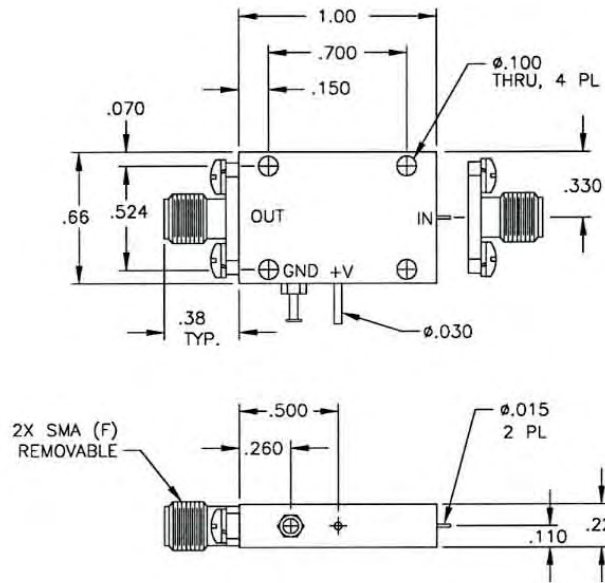 1.00
.700
.150
ø.100
THRU, 4 PL
.070
.330
.66
.524
OUT
IN
GND +V
.38
TYP.
ø.030
.500
.260
ø.015
2 PL
2X SMA (F)
REMOVABLE
.110